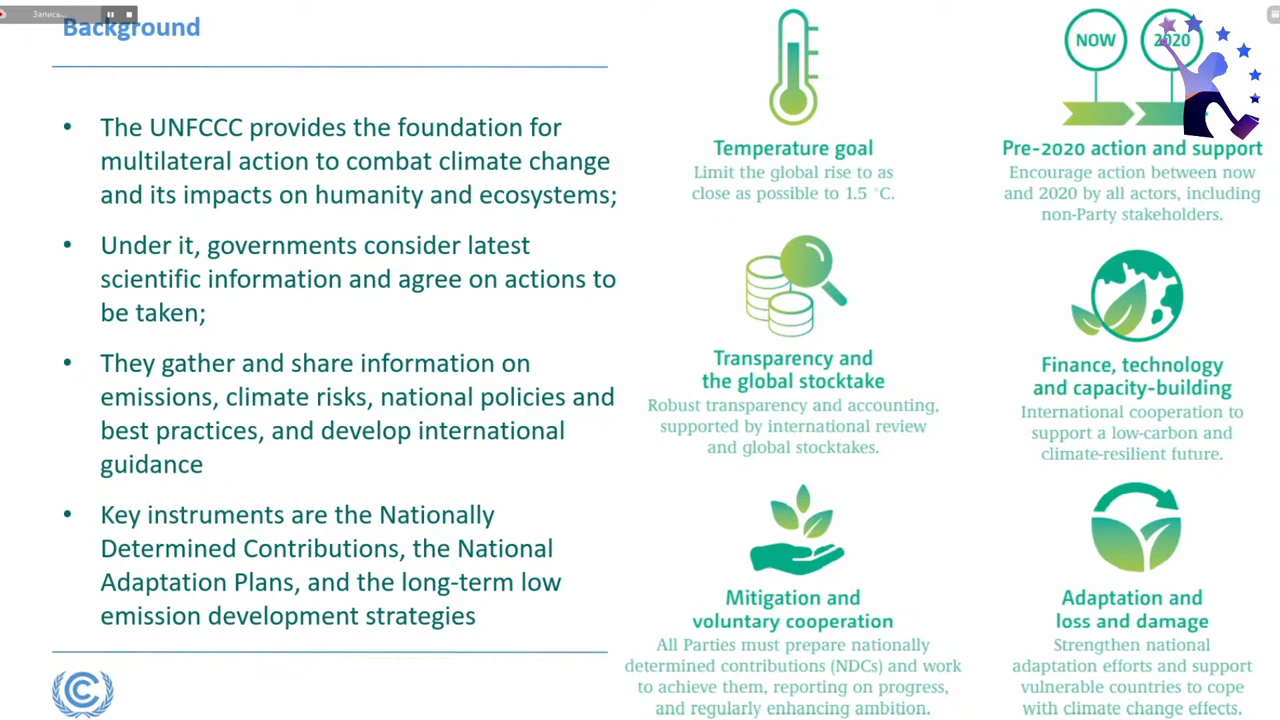 Запись...
Background
• The UNFCCC provides the foundation for
multilateral action to combat climate change
and its impacts on humanity and ecosystems;
• Under it, governments consider latest
scientific information and agree on actions to
be taken;
• They gather and share information on
emissions, climate risks, national policies and
best practices, and develop international
guidance
• Key instruments are the Nationally
Determined Contributions, the National
Adaptation Plans, and the long-term low
emission development strategies
Temperature goal
Limit the global rise to as
close as possible to 1.5 °C.
NOW
2020
Pre-2020 action and support
Encourage action between now
and 2020 by all actors, including
non-Party stakeholders.
Transparency and
the global stocktake
Robust transparency and accounting,
supported by international review
and global stocktakes.
Finance, technology
and capacity-building
International cooperation to
support a low-carbon and
climate-resilient future.
Mitigation and
voluntary cooperation
All Parties must prepare nationally
determined contributions (NDCs) and work
to achieve them, reporting on progress,
and regularly enhancing ambition.
Adaptation and
loss and damage
Strengthen national
adaptation efforts and support
vulnerable countries to cope
with climate change effects.